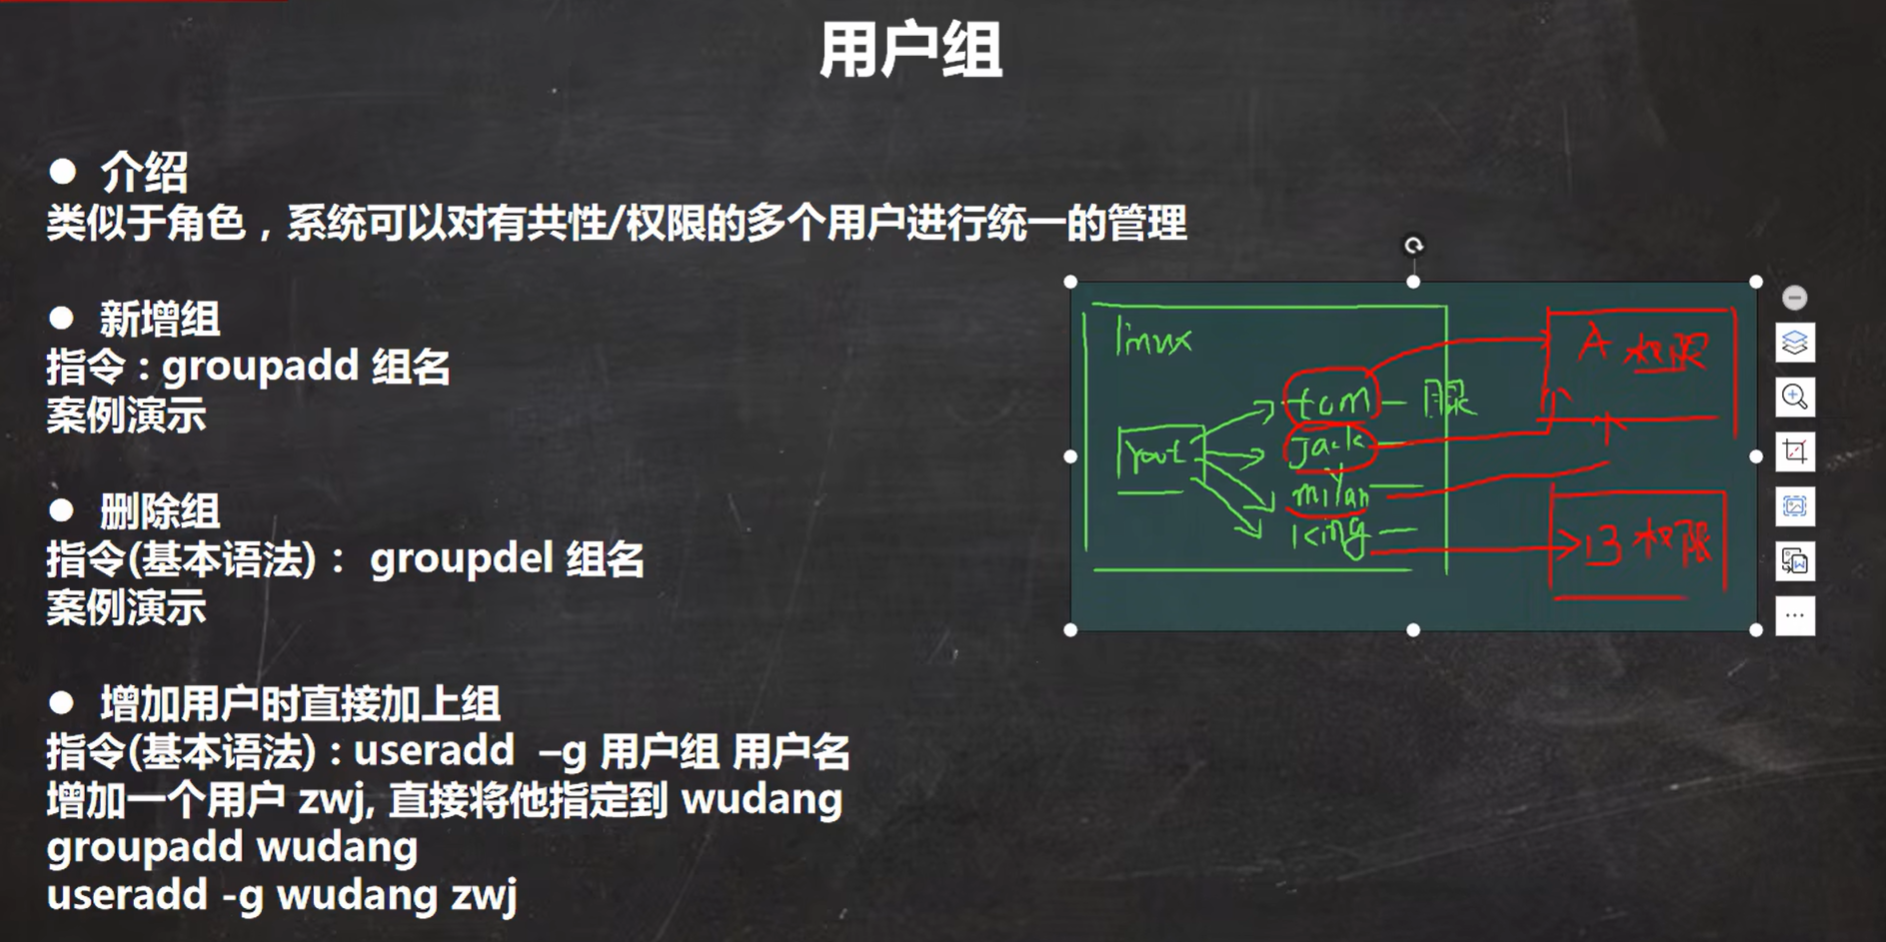 用户组
● 介绍
类似于角色，系统可以对有共性/权限的多个用户进行统一的管理
● 新增组
指令：groupadd 组名
案例演示
● 删除组
指令(基本语法)： groupdel 组名
案例演示
● 增加用户时直接加上组
指令(基本语法)：useradd –g 用户组 用户名
增加一个用户 zwj, 直接将他指定到 wudang
groupadd wudang
useradd -g wudang zwj
linux
root
tom
Jack
milan
king
A 权限
B 权限